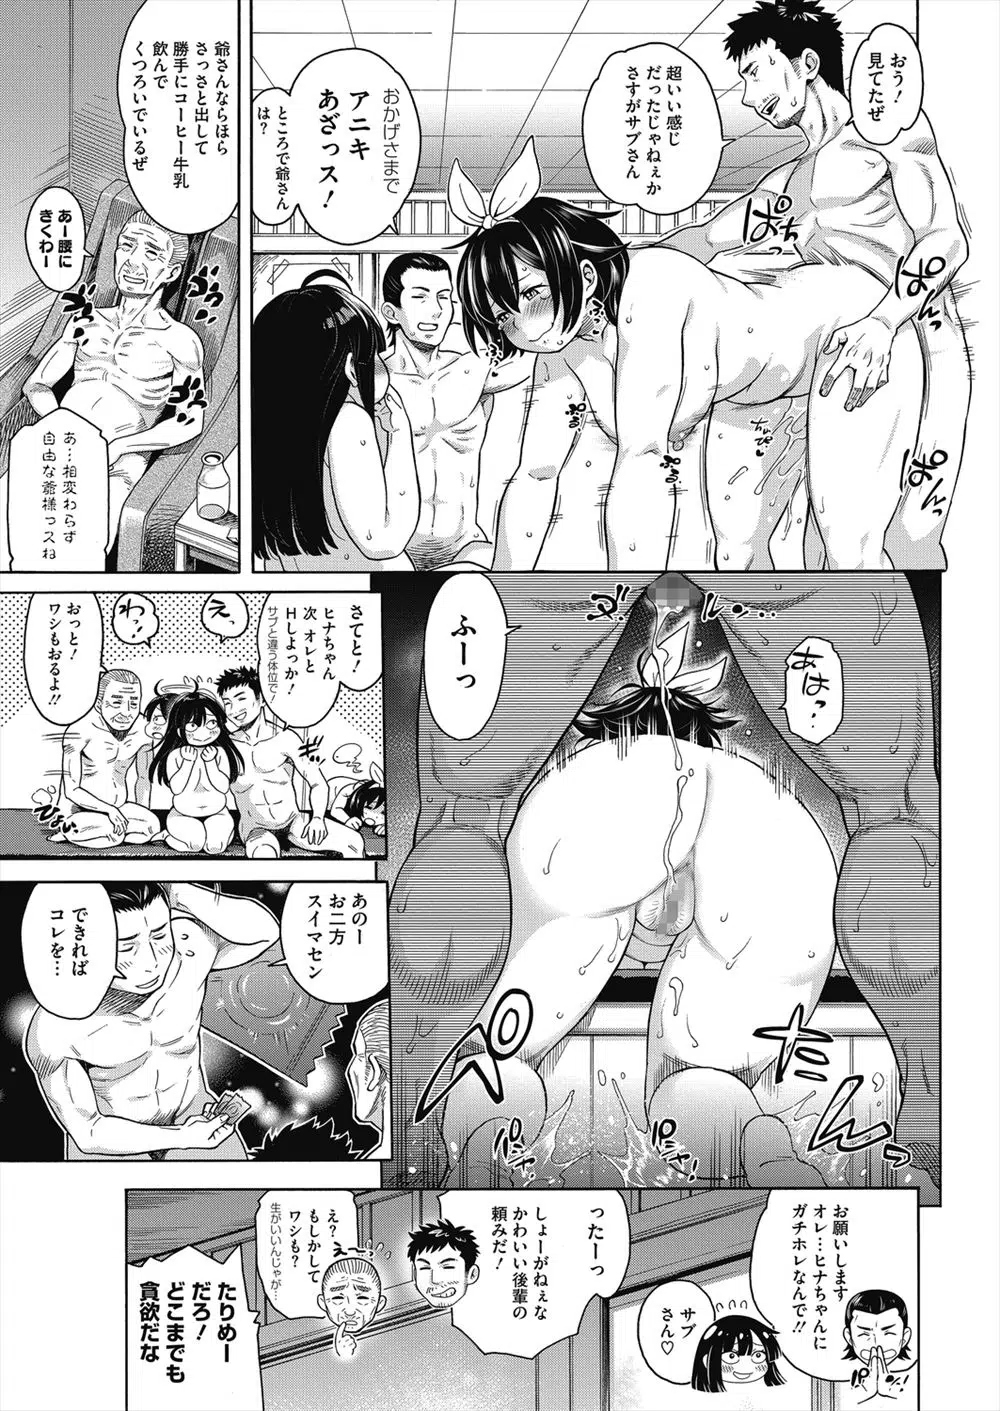 おう!
見てたぜ
超いい感じ
だったじゃねぇか
さすがサブさん
おかげさまで
アニキ
あざっス!
ところで爺さん
は?
爺さんならほら
さっさと出して
勝手にコーヒー牛乳
飲んで
くつろいでいるぜ
あー腰に
きくわー
あ…相変わらず
自由な爺様っスね
ぱちっ
ぱんっ
ぱんっ
ぷるっ
ぷるっ
あはっ
ふーっ
ぺ
たん
さてと!
ヒナちゃん
次オレと
Hしよっか!
サブと違う体位で!
えっ
わっ!
おっと!
ワシもおるよ!!
ひょい
あのー
お二方
スイマセン
できれば
コレを…
お願いします
オレ…ヒナちゃんに
ガチホレなんで!!
サブ
さん♡
ったーっ
しょーがねぇな
かわいい後輩の
頼みだ!
え?
もしかして
ワシも?
生がいいんじゃが…
えー
たりめー
だろ!
どこまでも
貪欲だな